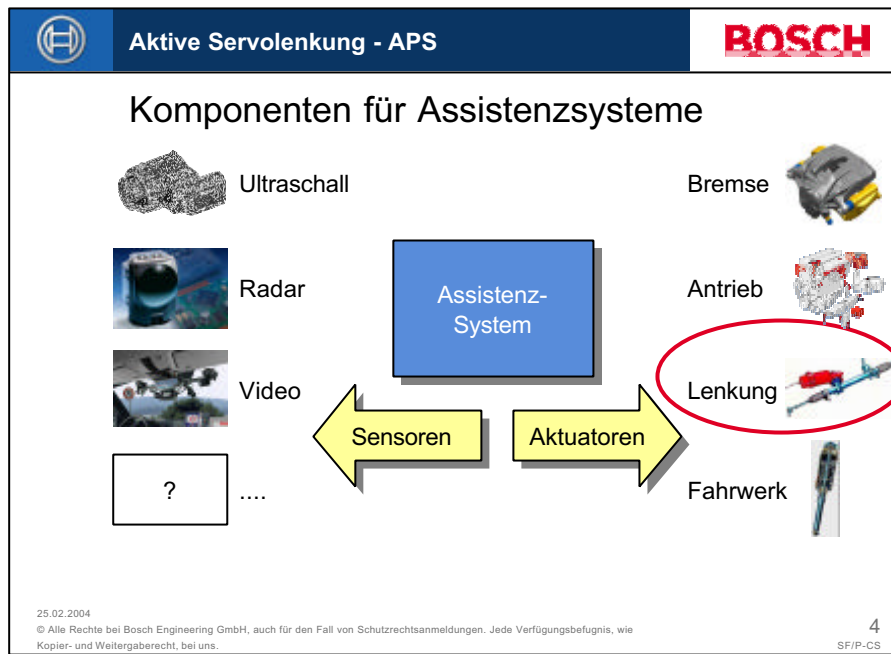 Aktive Servolenkung - APS
BOSCH
Komponenten für Assistenzsysteme
Ultraschall
Bremse
Radar
Assistenz-
System
Antrieb
Video
Lenkung
Sensoren
Aktuatoren
?
....
Fahrwerk
25.02.2004
© Alle Rechte bei Bosch Engineering GmbH, auch für den Fall von Schutzrechtsanmeldungen. Jede Verfügungsbefugnis, wie
Kopier- und Weitergaberecht, bei uns.
4
SF/P-CS